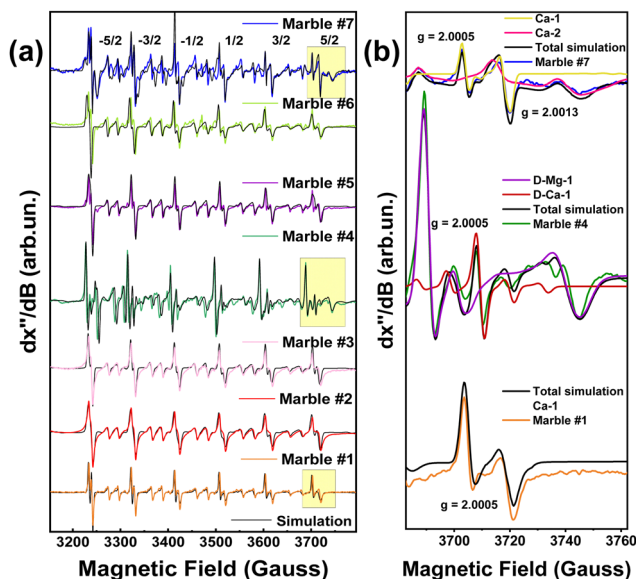 (a)
Marble #7
-5/2 -3/2 -1/2 1/2 3/2 5/2
Marble #6
Marble #5
Marble #4
Marble #3
Marble #2
Marble #1
Simulation
dx"/dB (arb.un.)
3200 3300 3400 3500 3600 3700
Magnetic Field (Gauss)
(b)
Ca-1
Ca-2
Total simulation
Marble #7
g = 2.0005
g = 2.0013
D-Mg-1
D-Ca-1
Total simulation
Marble #4
g = 2.0005
Total simulation
Ca-1
Marble #1
g = 2.0005
dx"/dB (arb.un.)
3700 3720 3740 3760
Magnetic Field (Gauss)